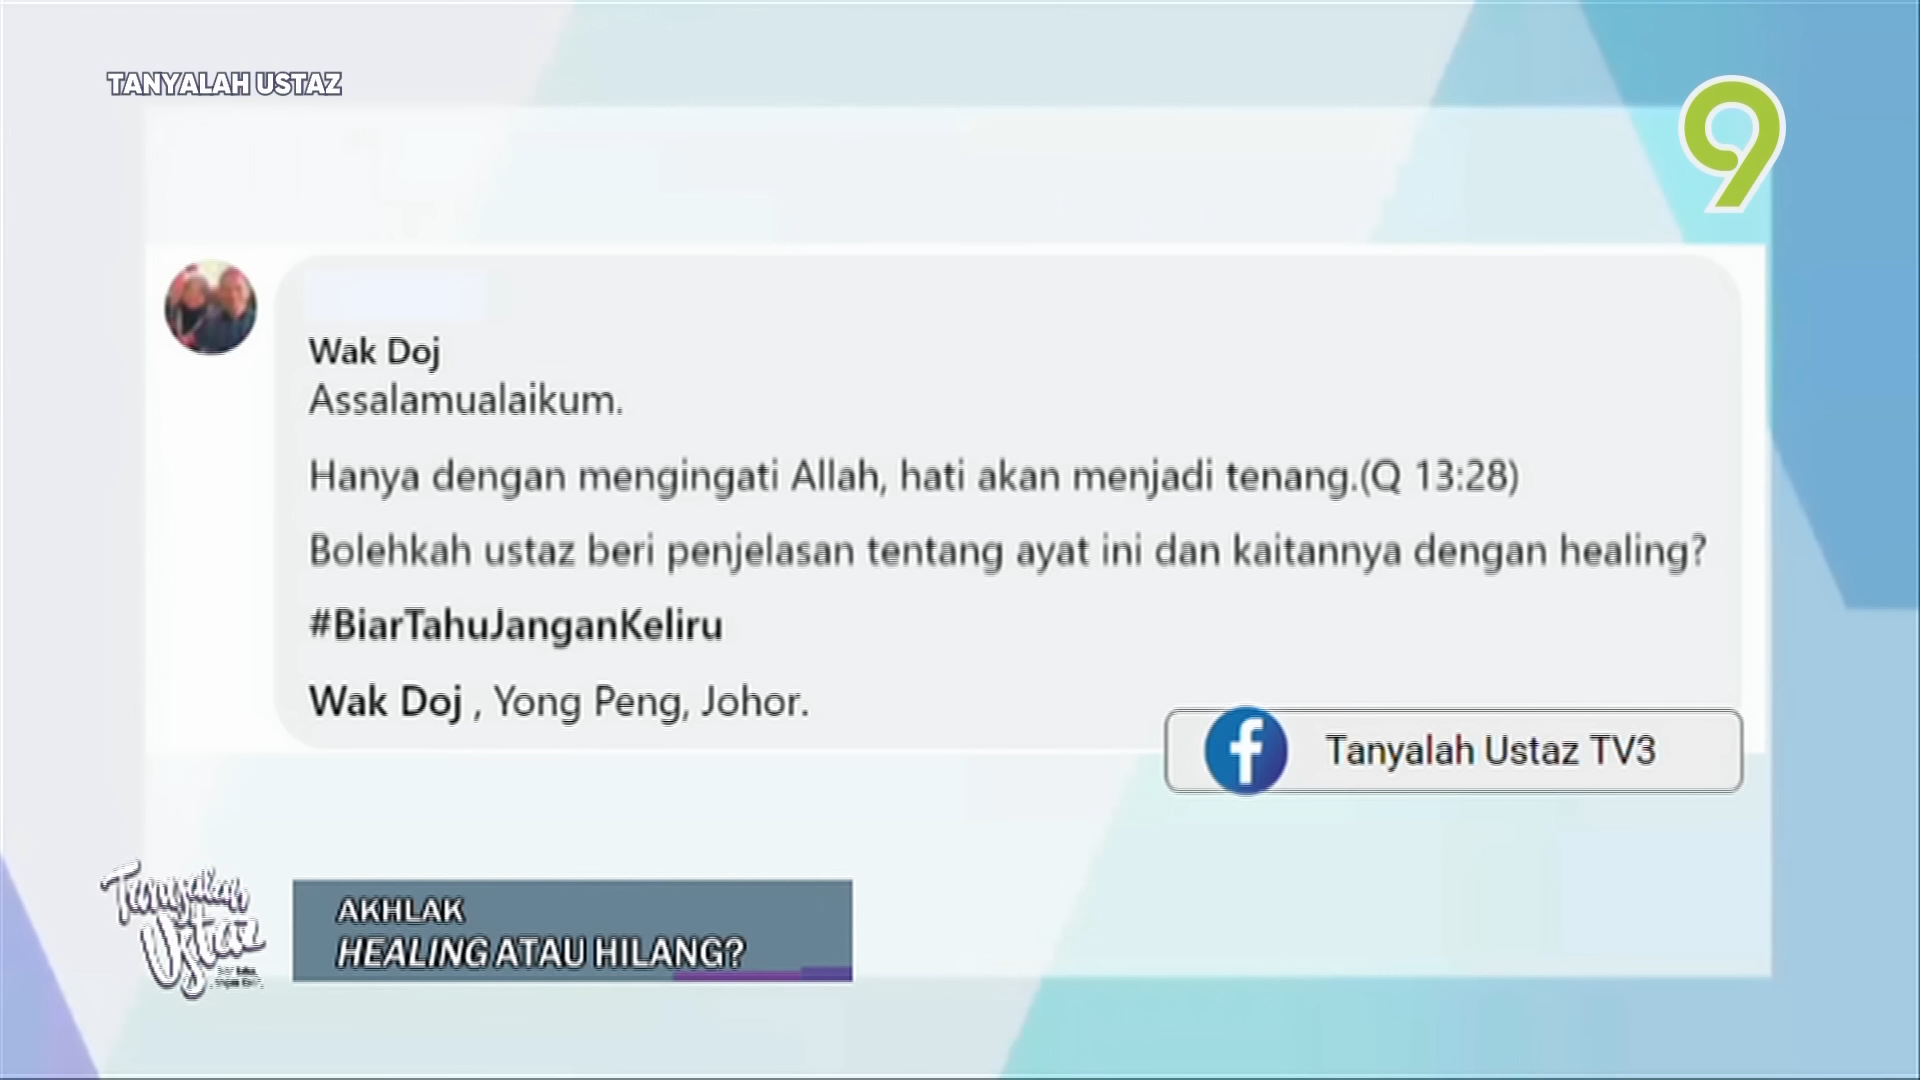 TANYALAH USTAZ
9
Wak Doj
Assalamualaikum.
Hanya dengan mengingati Allah, hati akan menjadi tenang.(Q 13:28)
Bolehkah ustaz beri penjelasan tentang ayat ini dan kaitannya dengan healing?
#BiarTahuJanganKeliru
Wak Doj , Yong Peng, Johor.
f Tanyalah Ustaz TV3
Tanyalah
Ustaz
AKHLAK
HEALING ATAU HILANG?